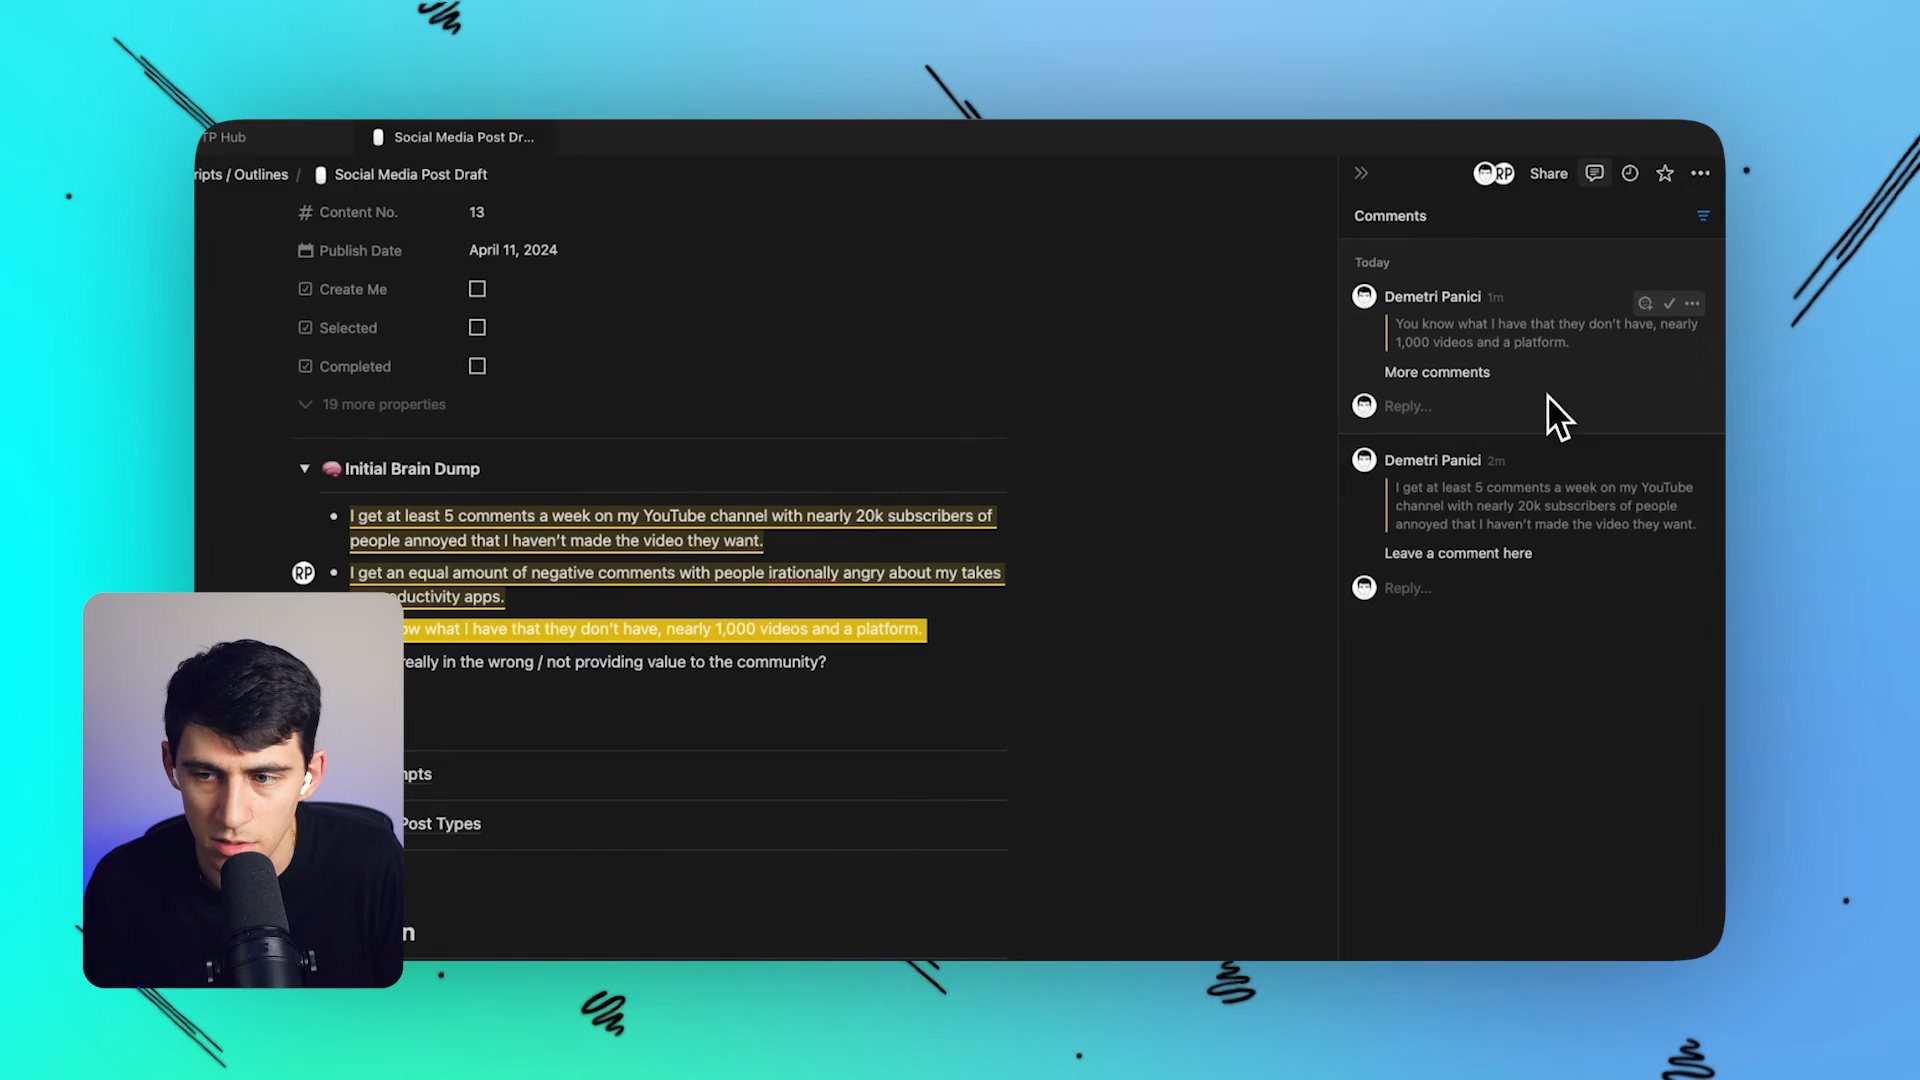 TP Hub
Social Media Post Dr...
ripts / Outlines / Social Media Post Draft
RP Share
Comments
Content No. 13
Publish Date April 11, 2024
Create Me
Selected
Completed
19 more properties
Initial Brain Dump
I get at least 5 comments a week on my YouTube channel with nearly 20k subscribers of
people annoyed that I haven't made the video they want.
RP
I get an equal amount of negative comments with people irationally angry about my takes
oductivity apps.
ow what I have that they don't have, nearly 1,000 videos and a platform.
really in the wrong / not providing value to the community?
mpts
Post Types
n
Today
Demetri Panici 1m
You know what I have that they don't have, nearly
1,000 videos and a platform.
More comments
Reply...
Demetri Panici 2m
I get at least 5 comments a week on my YouTube
channel with nearly 20k subscribers of people
annoyed that I haven't made the video they want.
Leave a comment here
Reply...